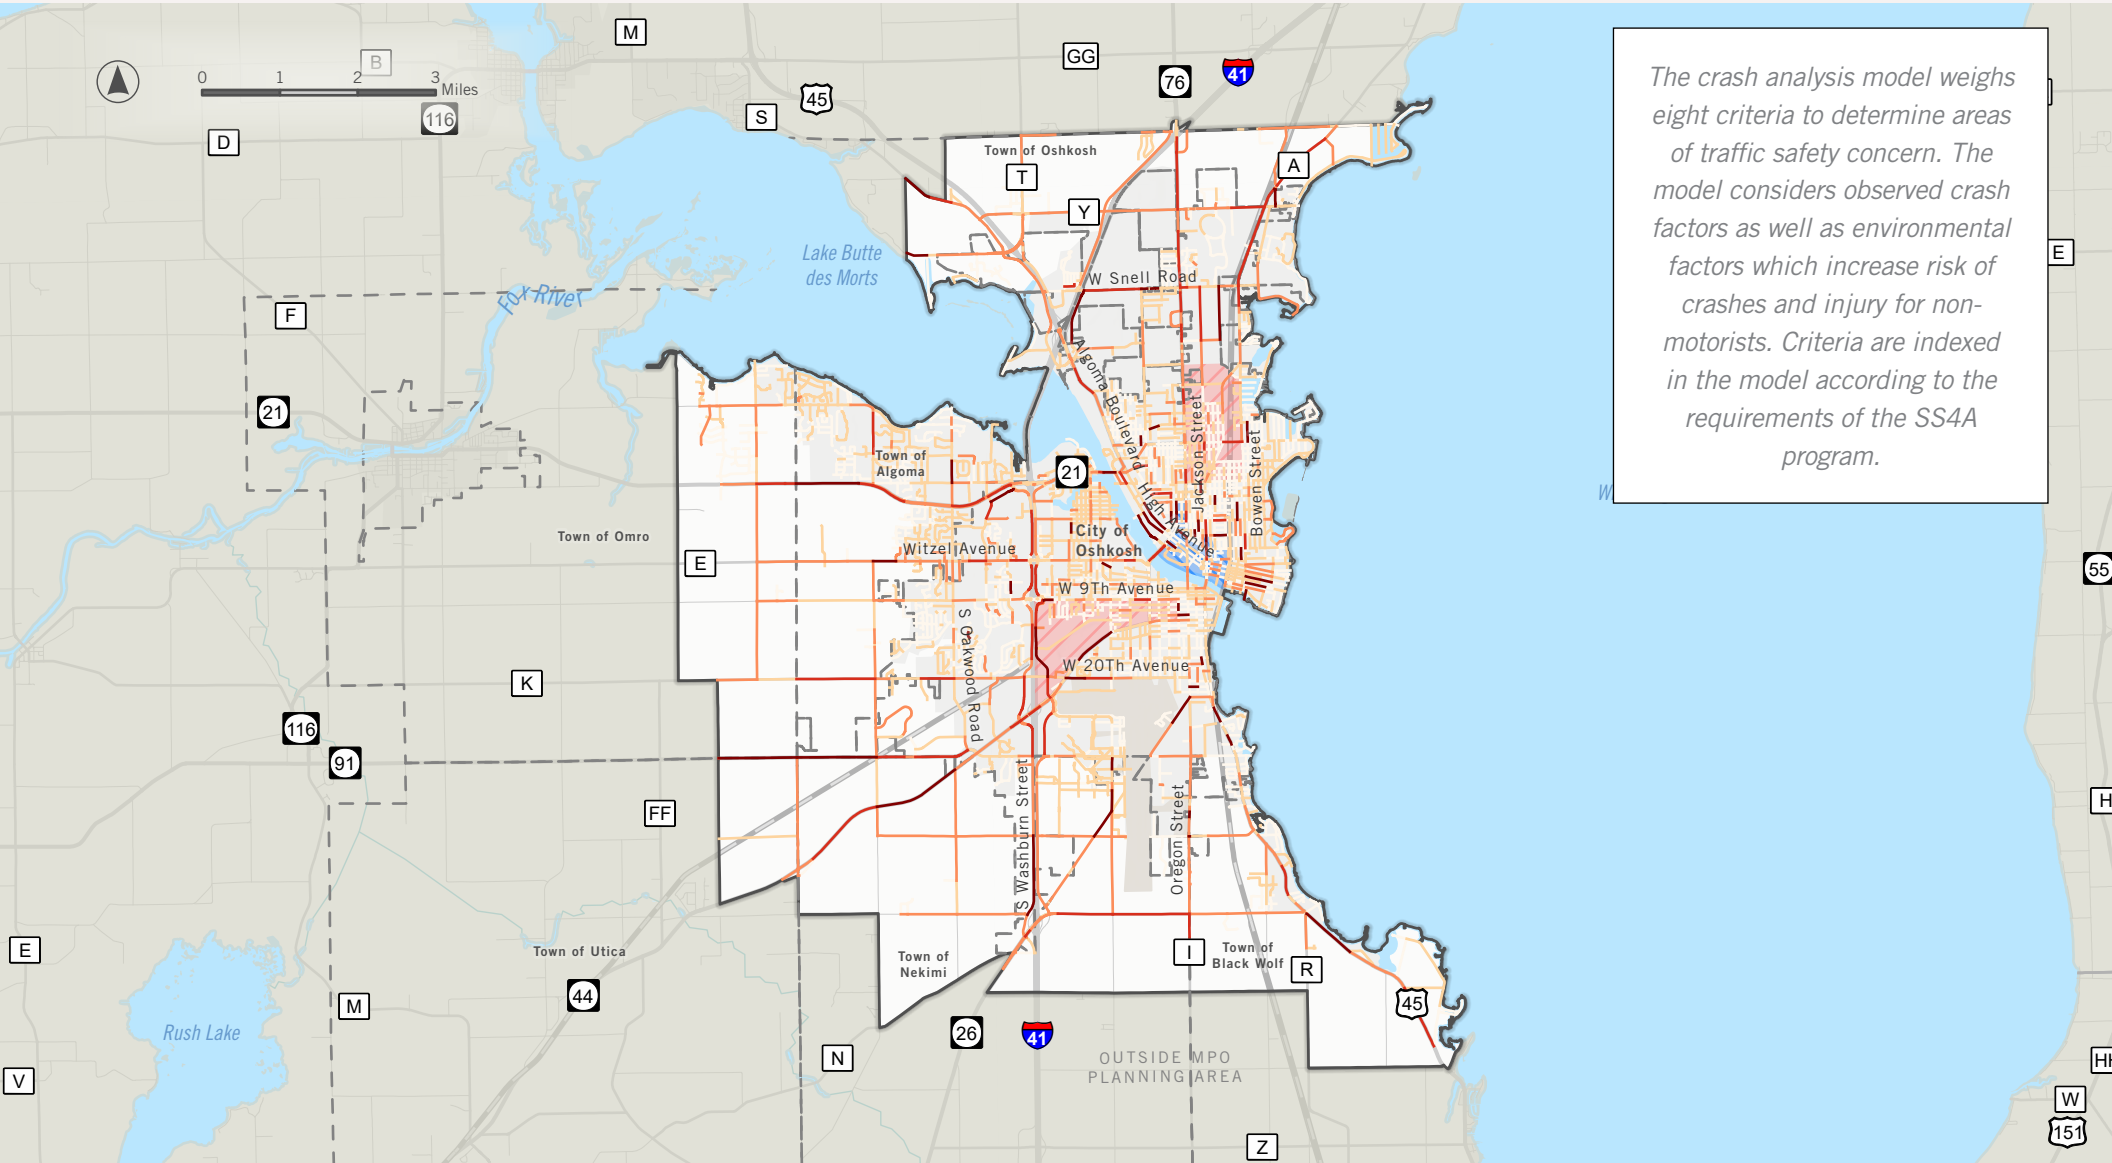 M
GG
76
41
B
0 1 2 3
Miles
45
116
S
D
The crash analysis model weighs
eight criteria to determine areas
of traffic safety concern. The
model considers observed crash
factors as well as environmental
factors which increase risk of
crashes and injury for non-
motorists. Criteria are indexed
in the model according to the
requirements of the SS4A
program.
Town of Oshkosh
T
A
Y
Lake Butte
des Morts
E
W Snell Road
Fox River
F
Algoma Boulevard
21
Jackson Street
Bowen Street
Town of
Algoma
21
High Avenue
W
Town of Omro
City of
Oshkosh
Witzel Avenue
E
55
W 9Th Avenue
S Oakwood Road
W 20Th Avenue
K
116
91
S Washburn Street
Oregon Street
FF
H
E
Town of Utica
Town of
Nekimi
I
Town of
Black Wolf
R
44
M
45
Rush Lake
26
41
N
OUTSIDE MPO
PLANNING AREA
HH
V
W
151
Z